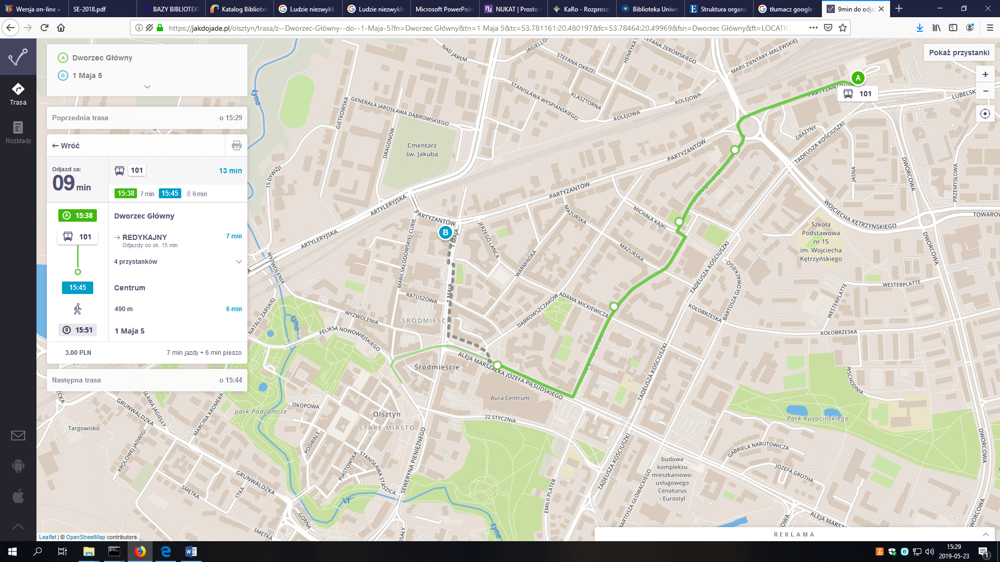 Wersja on-line »
SE-2018.pdf
BAZY BIBLIOTEK
Katalog Bibliotek
Ludzie niezwykli
Ludzie niezwykli
Microsoft PowerPoin
NUKAT | Prosto
KaRo - Rozprosz
Biblioteka Uniwe
Struktura organiz
tłumacz google -
9min do odja
https://jakdojade.pl/olsztyn/trasa/z--Dworzec-Główny--do--1-Maja-5?fn=Dworzec Główny&tn=1 Maja 5&tc=53.781161:20.480197&fc=53.78464:20.49969&fsn=Dworzec Główny&ft=LOCATIO
Trasa
Rozkłady
A Dworzec Główny
B 1 Maja 5
Poprzednia trasa o 15:29
← Wróć
Odjazd za:
09 min
101 13 min
15:38 7 min 15:45 6 min
A 15:38 Dworzec Główny
101 → REDYKAJNY 7 min
Odjazdy co ok. 15 min
4 przystanków
15:45 Centrum
490 m 6 min
B 15:51 1 Maja 5
3.00 PLN 7 min jazdy + 6 min pieszo
Następna trasa o 15:44
Pokaż przystanki
+
−
A
101
B
NAD JAREM
JAGIELLOŃ
STEFANA OKRZEI
HENRYKA
STEFANA ŻEROMSKIEGO
MARII ZIENTARY-MALEWSKIEJ
PARTYZANTÓW
LUBELSK
STANISŁAWA WYSPIAŃSKIEGO
KLASZTORNA
KOLEJOWA
KOLEJOWA
GENERAŁA JAROSŁAWA DĄBROWSKIEGO
GIETKOWSKA
DRAGONÓW
15 DYWIZJI
Łyna
Cmentarz
św. Jakuba
GRAŻYNY
TADEUSZA KOŚCIUSZKI
PARTYZANTÓW
DWORCOWA
JASNA
PRZEMYSŁOWA
PARTYZANTÓW
ARTYLERYJSKA
PARTYZANTÓW
ARTYLERYJSKA
MAZURSKA
MICHAŁA KAJKI
WOJCIECHA KĘTRZYŃSKIEGO
TOWAROW
Szkoła
Podstawowa
nr 15
im. Wojciecha
Kętrzyńskiego
1 MAJA
JERZEGO LANCA
WARMIŃSKA
MAZURSKA
TADEUSZA KOŚCIUSZKI
BARTOSZA GŁOWACKIEGO
DWORCOWA
MARII SKŁODOWSKIEJ-CURIE
WYZWOLENIA
RATUSZOWA
1 MAJA
DĄBROWSZCZAKÓW
ADAMA MICKIEWICZA
WESTERPLATTE
WESTERPLATTE
KOŁOBRZESKA
KOŁOBRZESKA
NATALII ŻARSKIEJ
WYZWOLENIA
ŚRÓDMIEŚCIE
FELIKSA NOWOWIEJSKIEGO
Łyna
Śródmieście
ALEJA MARSZAŁKA JÓZEFA PIŁSUDSKIEGO
TADEUSZA KOŚCIUSZKI
WSCHODNIA
Aura Centrum
22 STYCZNIA
OKOPOWA
Olsztyn
STARE MIASTO
park Podzamcze
PODWALE
PIASTOWSKA
STANISŁAWA STASZICA
SEWERYNA PIENIĘŻNEGO
Targowisko
GRUNWALDZKA
MARCINA KROMERA
KRÓLOWEJ JADWIGI
GRUNWALDZKA
SMĘTKA
GÓRNA
SMĘTKA
Łyna
Łyna
Park Kusocińskiego
GABRIELA NARUTOWICZA
JÓZEFA GROTHA
DWORCOWA
DWORCOWA
TADEUSZA KOŚCIUSZKI
EMILII PLATER
BARTOSZA GŁOWACKIEGO
budowa
kompleksu
mieszkaniowo-
usługowego
Cenaturus
- Eurostyl
ALEJA MARSZ
Leaflet | © OpenStreetMap contributors
REKLAMA
15:29
2019-05-23
1